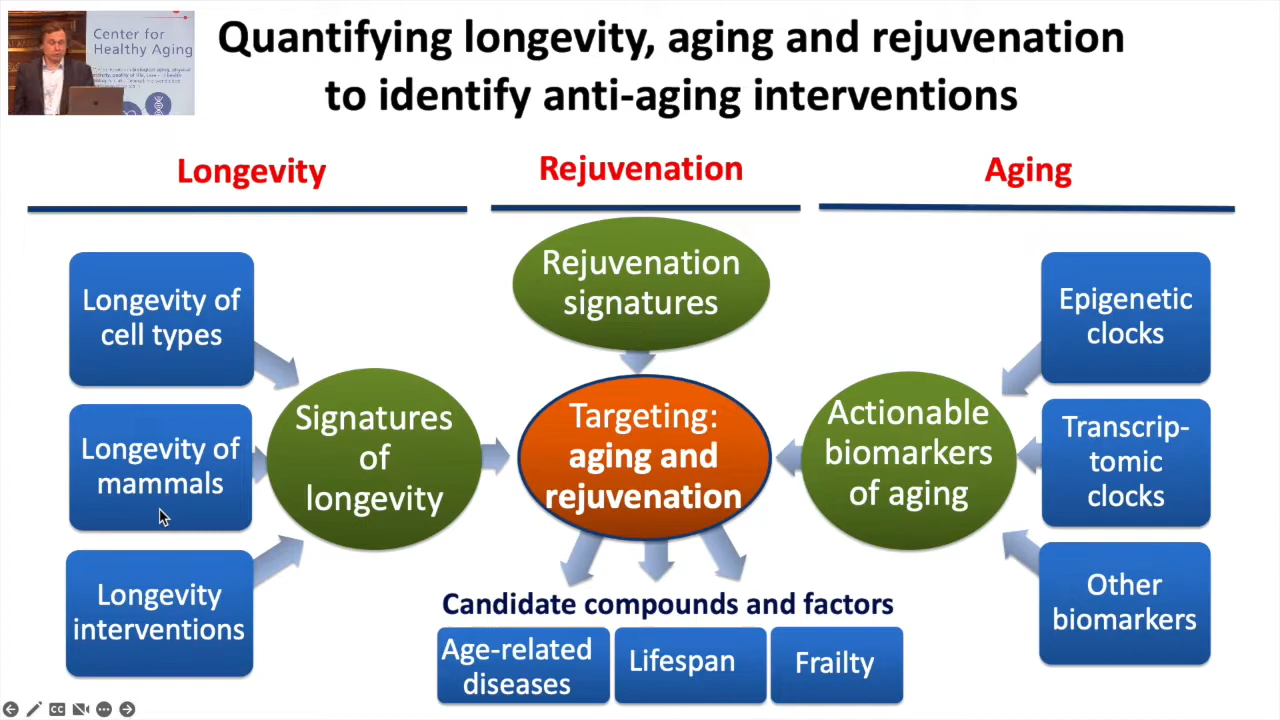 Center for
Healthy Aging
Quantifying longevity, aging and rejuvenation
to identify anti-aging interventions
Longevity
Rejuvenation
Aging
Longevity of
cell types
Longevity of
mammals
Longevity
interventions
Signatures
of
longevity
Rejuvenation
signatures
Targeting:
aging and
rejuvenation
Actionable
biomarkers
of aging
Epigenetic
clocks
Transcrip-
tomic
clocks
Other
biomarkers
Candidate compounds and factors
Age-related
diseases
Lifespan
Frailty
CC